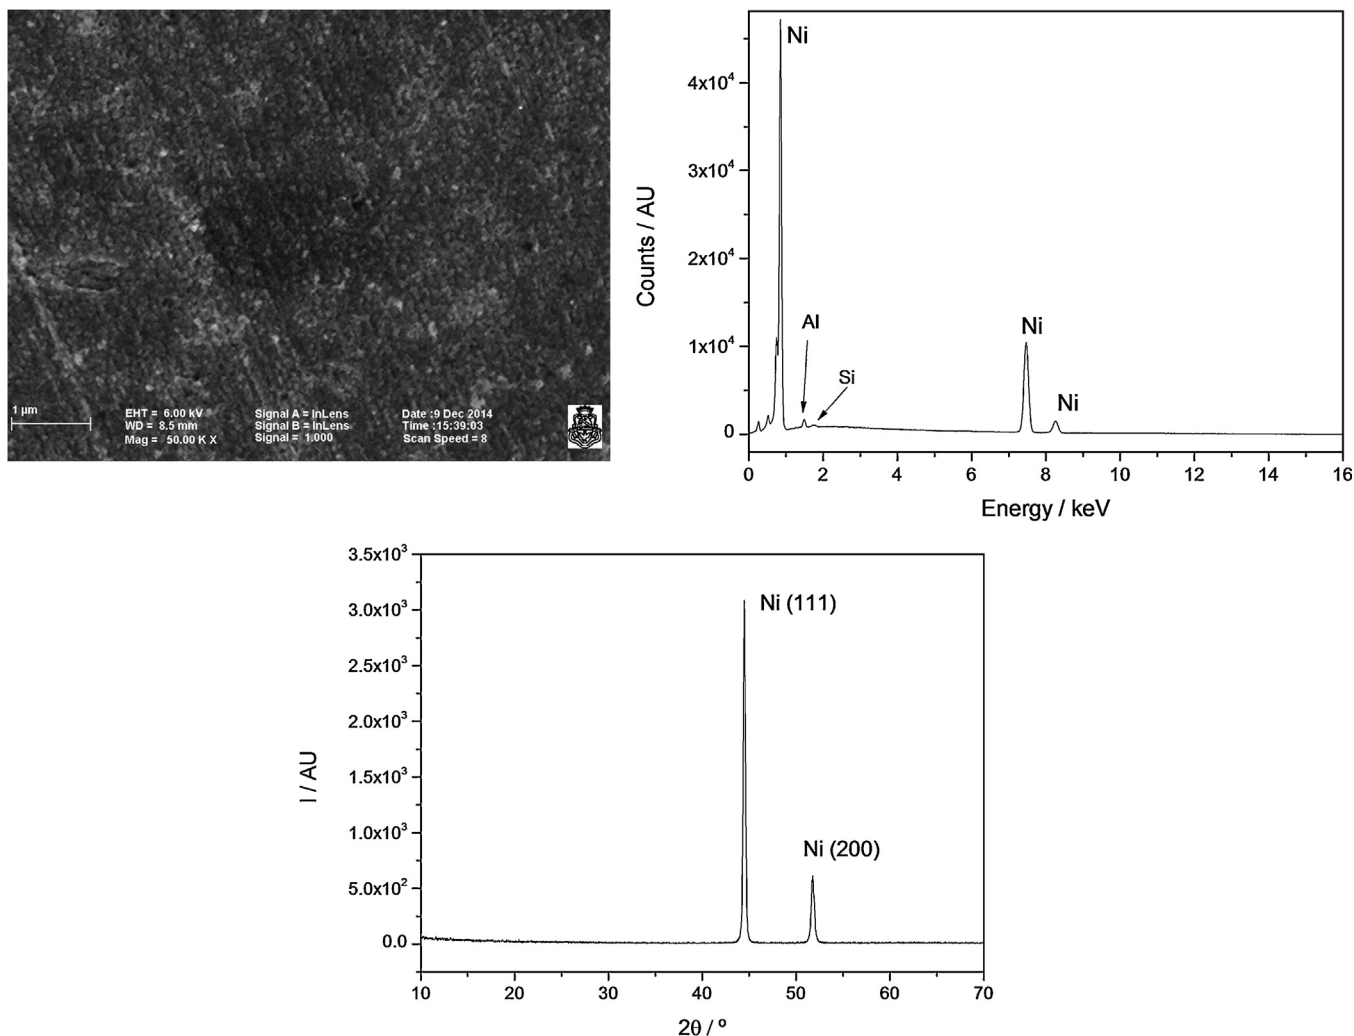 1 µm
EHT = 6.00 kV
WD = 8.5 mm
Mag = 50.00 K X
Signal A = InLens
Signal B = InLens
Signal = 1.000
Date :9 Dec 2014
Time :15:39:03
Scan Speed = 8
Counts / AU
4x10⁴
3x10⁴
2x10⁴
1x10⁴
0
Ni
Al
Si
Ni
Ni
0 2 4 6 8 10 12 14 16
Energy / keV
I / AU
3.5x10³
3.0x10³
2.5x10³
2.0x10³
1.5x10³
1.0x10³
5.0x10²
0.0
Ni (111)
Ni (200)
10 20 30 40 50 60 70
2θ / º